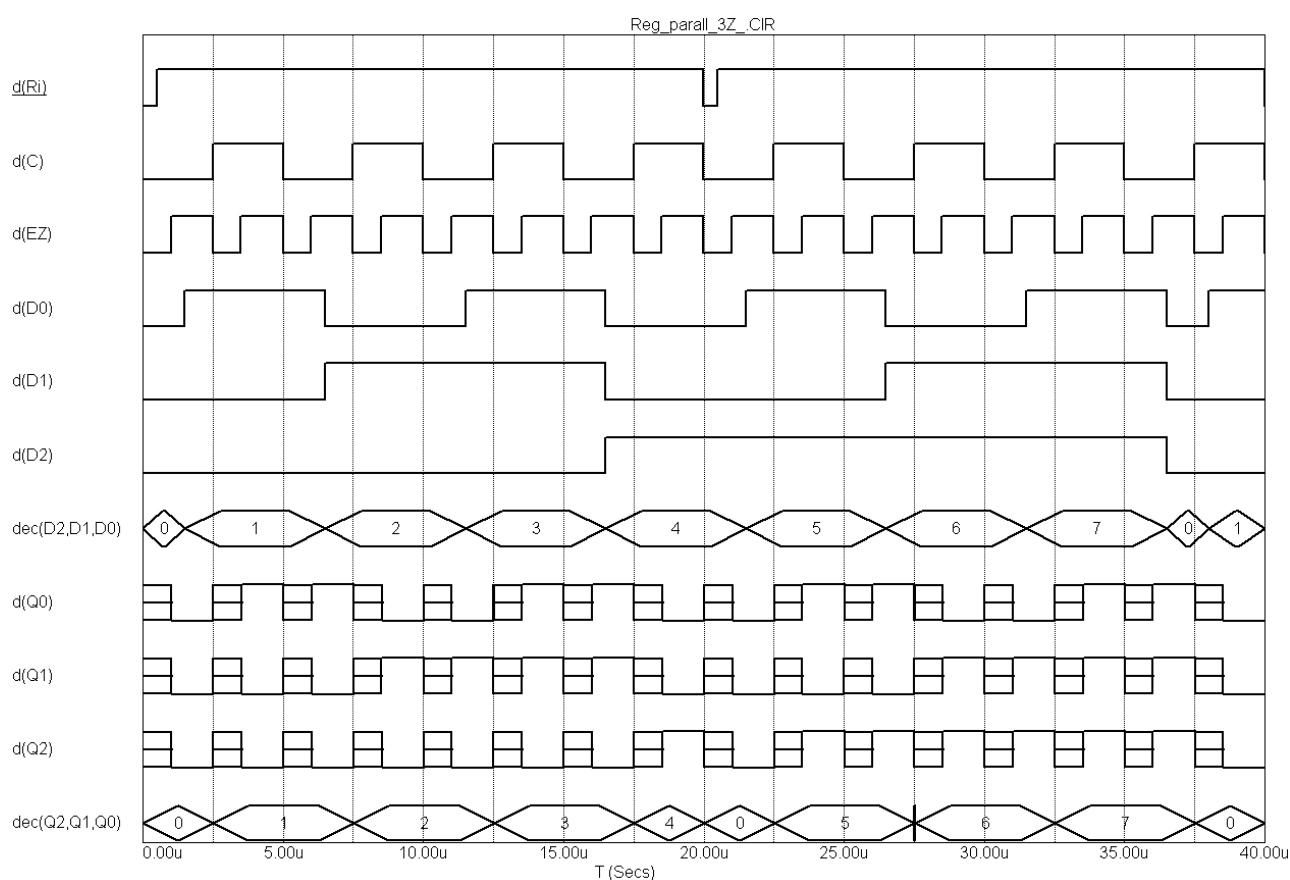 Reg_parall_3Z_.CIR
d(Ri)
d(C)
d(EZ)
d(D0)
d(D1)
d(D2)
dec(D2,D1,D0) 0 1 2 3 4 5 6 7 0 1
d(Q0)
d(Q1)
d(Q2)
dec(Q2,Q1,Q0) 0 1 2 3 4 0 5 6 7 0
0.00u 5.00u 10.00u 15.00u 20.00u 25.00u 30.00u 35.00u 40.00u
T (Secs)